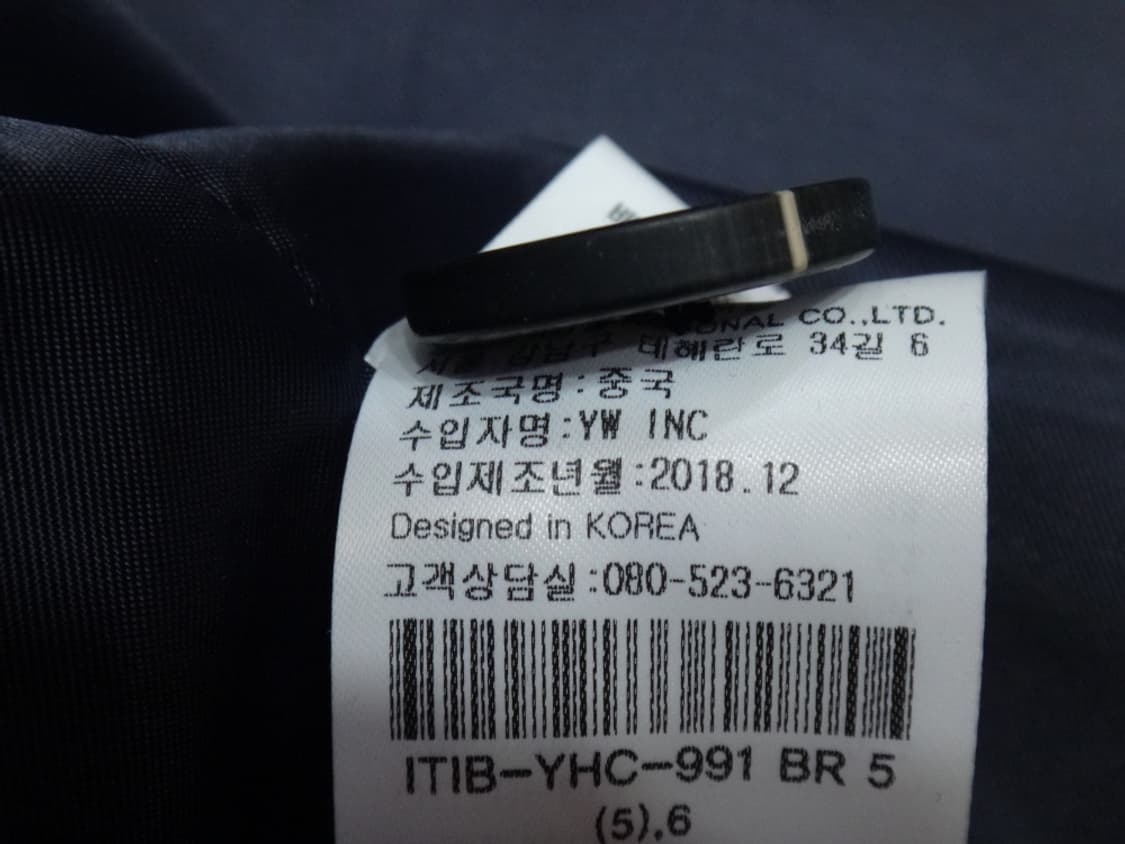 CO.,LTD.
테헤란로 34길 6
제조국명:중국
수입자명:YW INC
수입제조년월:2018.12
Designed in KOREA
고객상담실:080-523-6321
ITIB-YHC-991 BR 5
(5),6